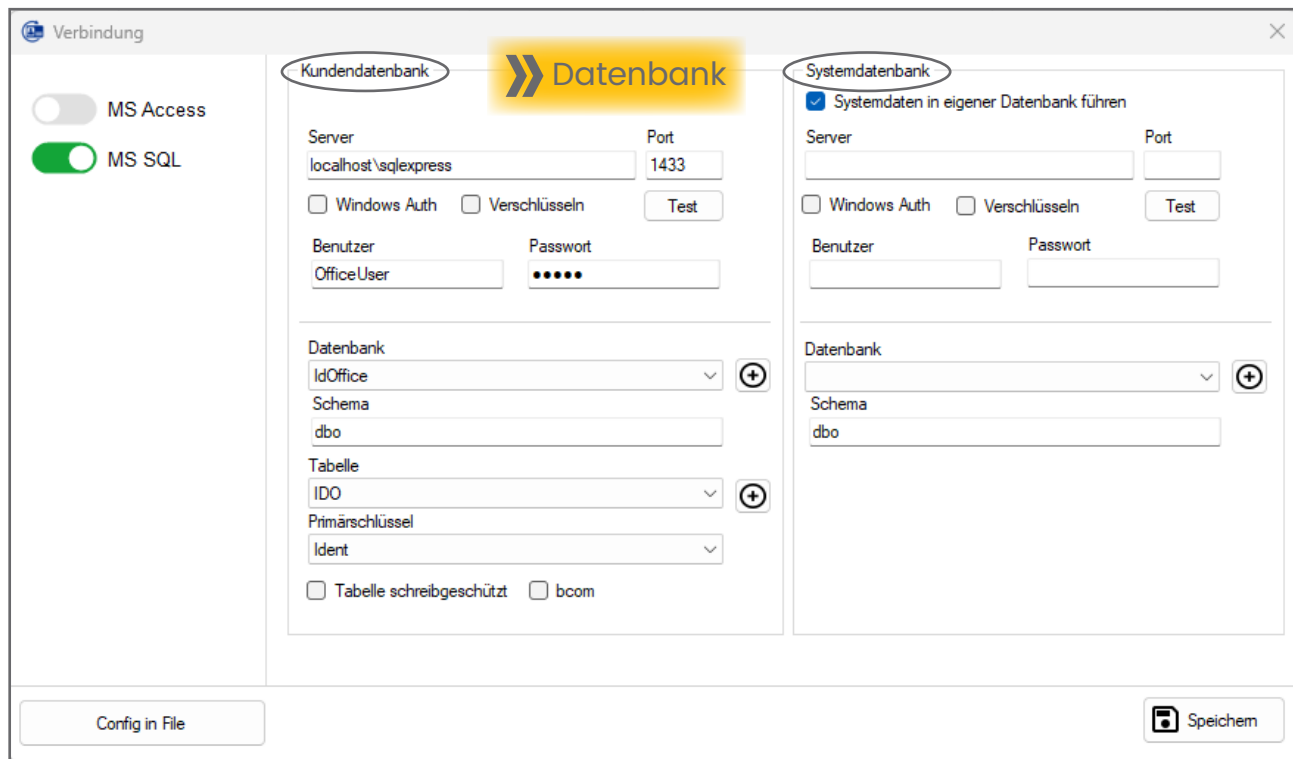 Verbindung
MS Access
MS SQL
Datenbank
Kundendatenbank
Server
Port
localhost\sqlexpress
1433
Windows Auth
Verschlüsseln
Test
Benutzer
Passwort
OfficeUser
•••••
Datenbank
IdOffice
Schema
dbo
Tabelle
IDO
Primärschlüssel
Ident
Tabelle schreibgeschützt
bcom
Systemdatenbank
Systemdaten in eigener Datenbank führen
Server
Port
Windows Auth
Verschlüsseln
Test
Benutzer
Passwort
Datenbank
Schema
dbo
Config in File
Speichern